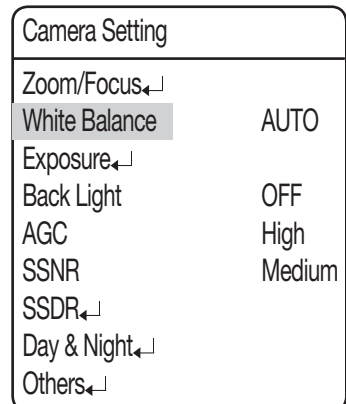 Camera Setting
Zoom/Focus↵
White Balance AUTO
Exposure↵
Back Light OFF
AGC High
SSNR Medium
SSDR↵
Day & Night↵
Others↵